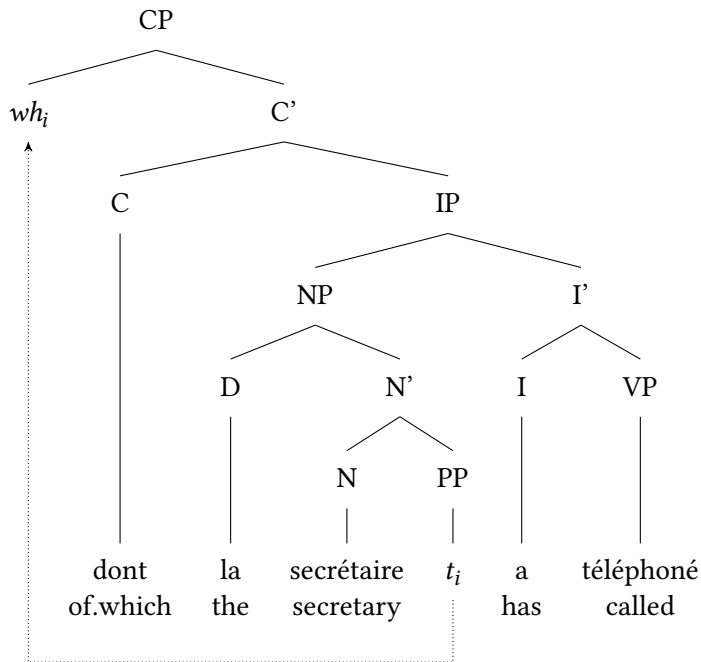 CP
wh_i C’
C IP
NP I’
D N’ I VP
N PP
dont la secrétaire t_i a téléphoné
of.which the secretary has called